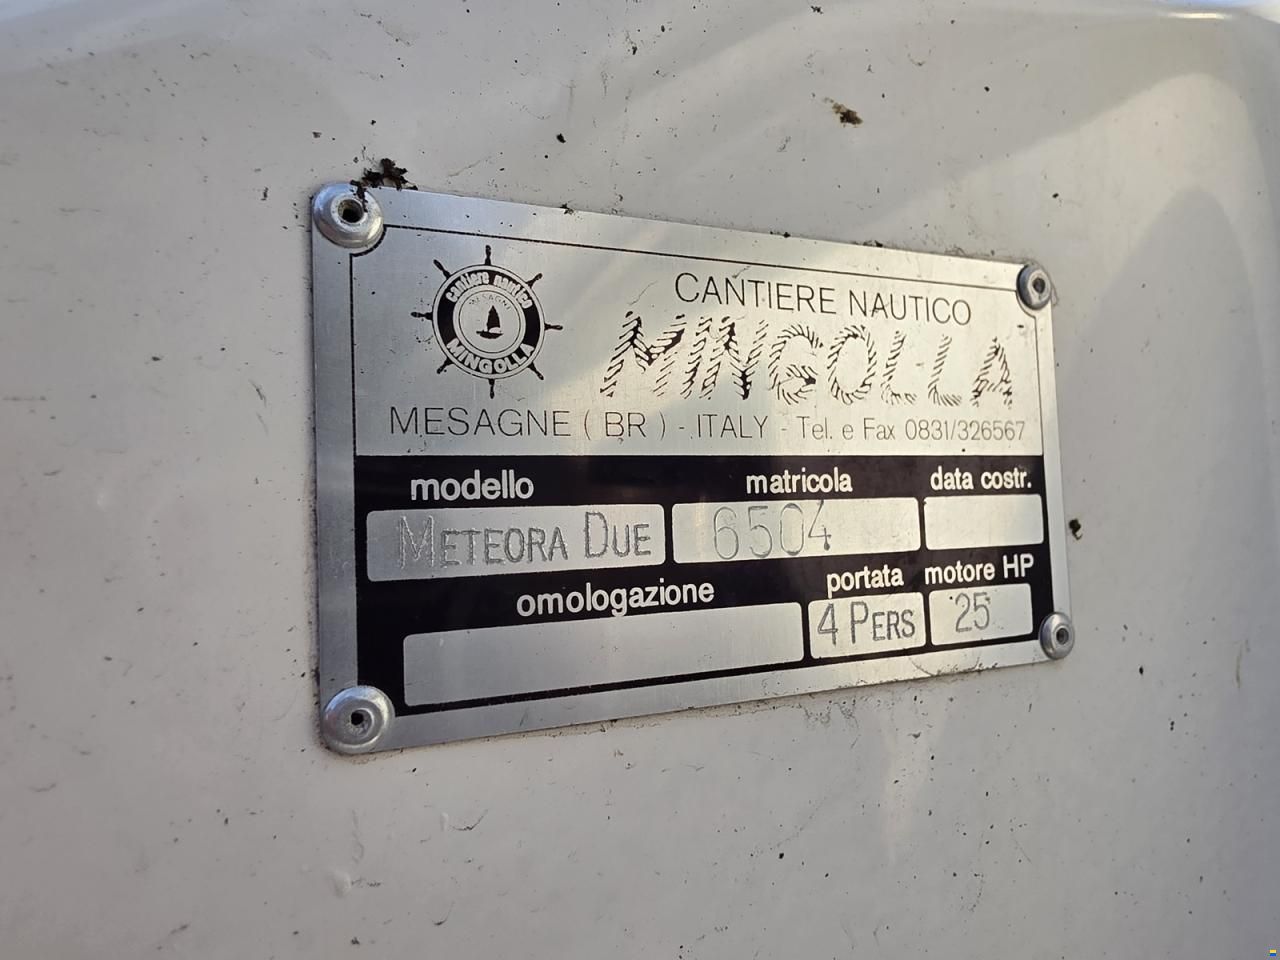 cantiere nautico
MESAGNE
MINGOLLA
CANTIERE NAUTICO
MINGOLLA
MESAGNE (BR) - ITALY - Tel. e Fax 0831/326567
modello matricola data costr.
METEORA DUE 6504
omologazione portata motore HP
4 PERS 25